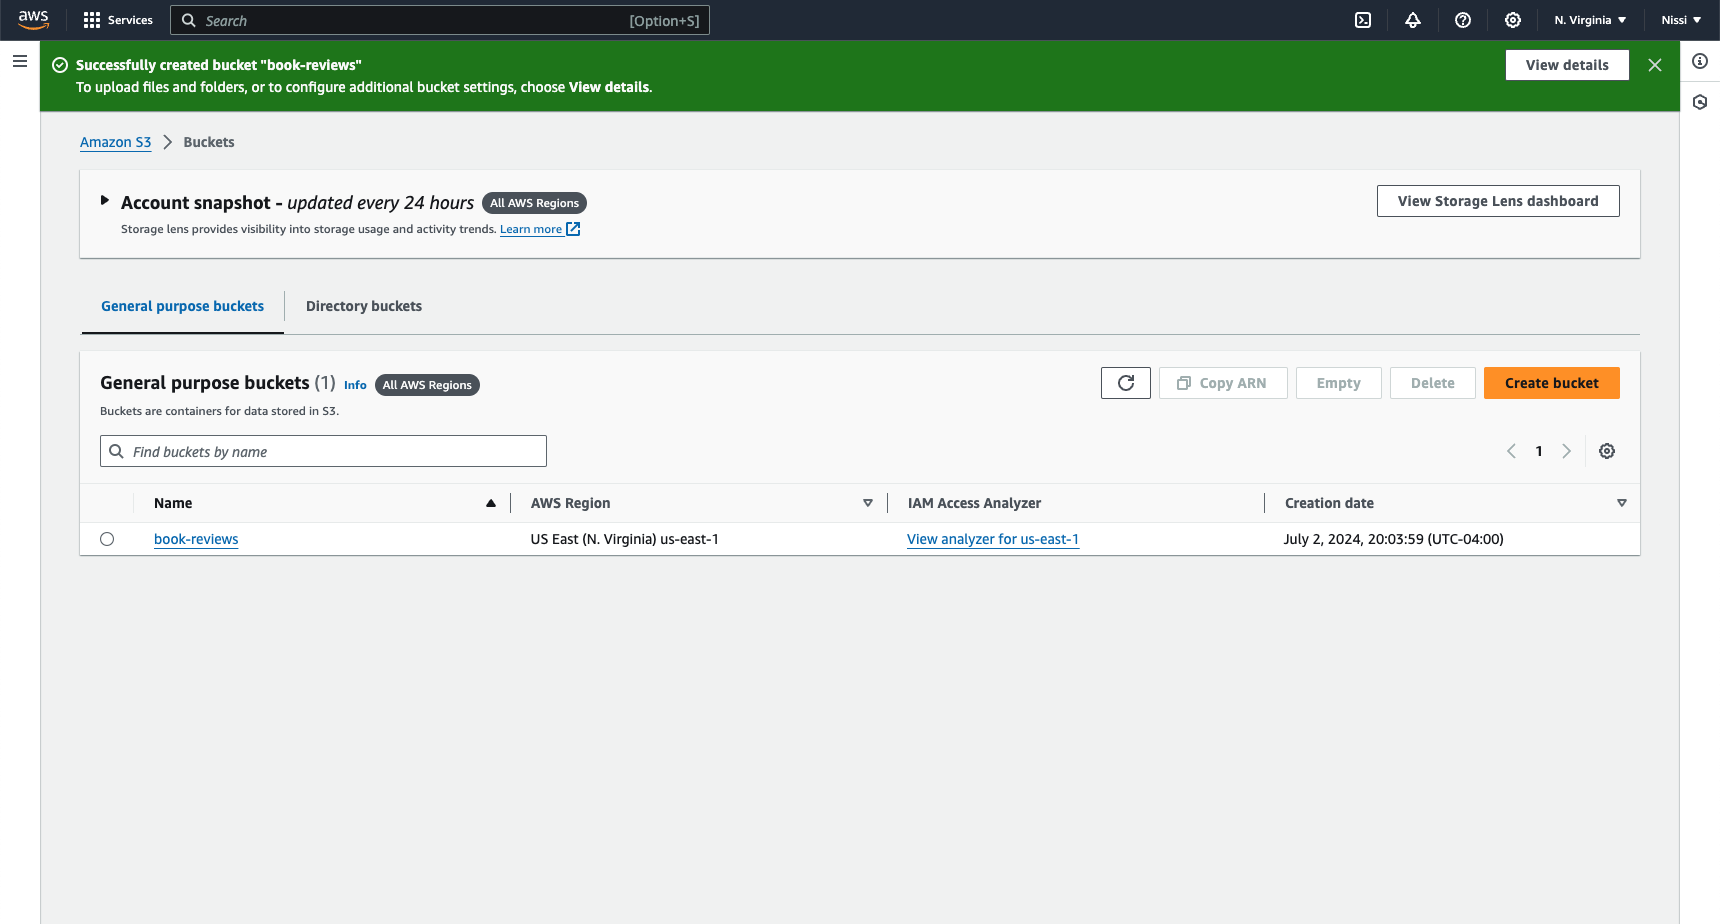 aws Services Search [Option+S] N. Virginia Nissi
Successfully created bucket "book-reviews" View details
To upload files and folders, or to configure additional bucket settings, choose View details.
Amazon S3 Buckets
Account snapshot - updated every 24 hours All AWS Regions View Storage Lens dashboard
Storage lens provides visibility into storage usage and activity trends. Learn more
General purpose buckets Directory buckets
General purpose buckets (1) Info All AWS Regions Copy ARN Empty Delete Create bucket
Buckets are containers for data stored in S3.
Find buckets by name 1
Name AWS Region IAM Access Analyzer Creation date
book-reviews US East (N. Virginia) us-east-1 View analyzer for us-east-1 July 2, 2024, 20:03:59 (UTC-04:00)